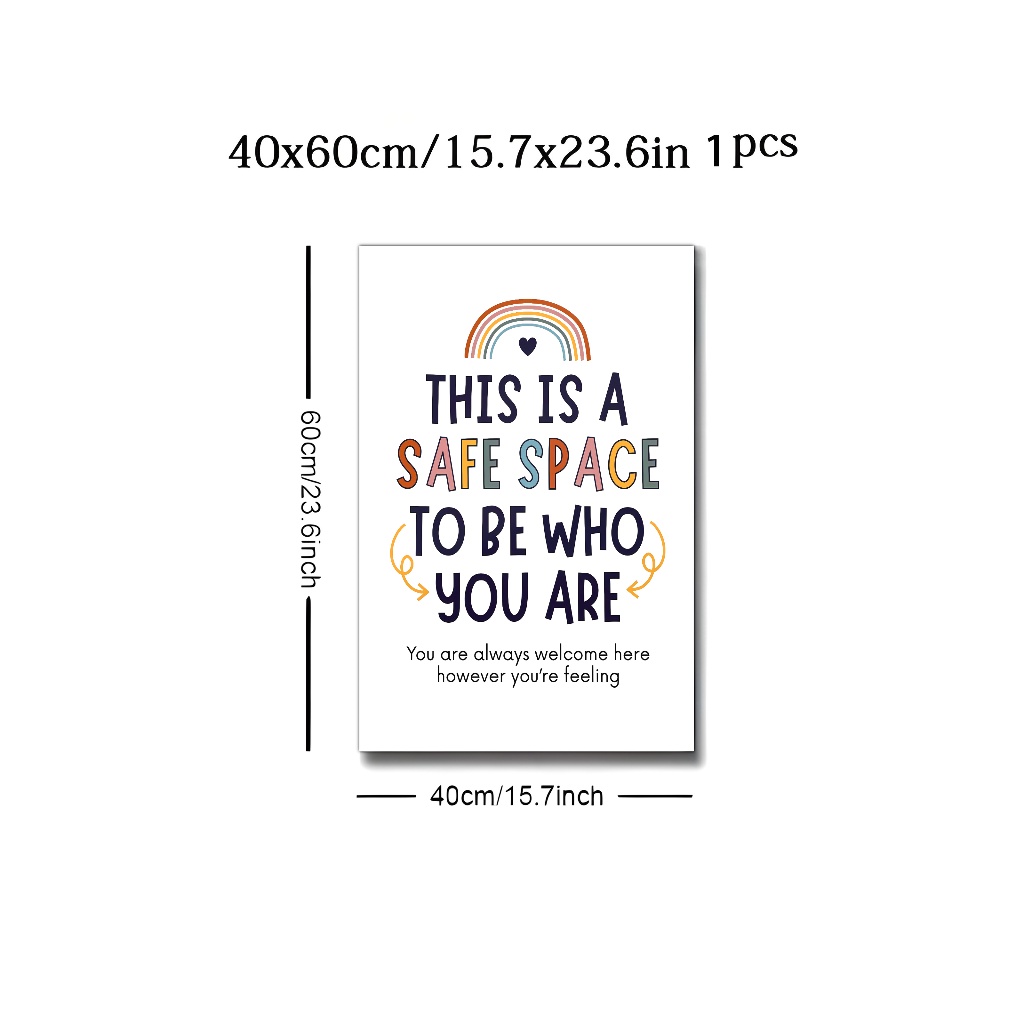 40x60cm/15.7x23.6in 1pcs
60cm/23.6inch
THIS IS A
SAFE SPACE
TO BE WHO
YOU ARE
You are always welcome here
however you're feeling
40cm/15.7inch